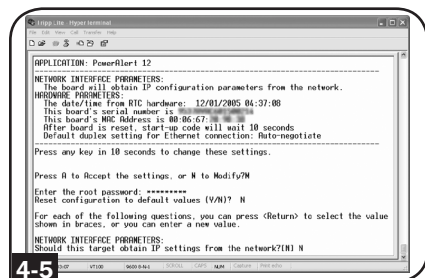 Tripp Lite - HyperTerminal
File Edit View Call Transfer Help
APPLICATION: PowerAlert 12
NETWORK INTERFACE PARAMETERS:
The board will obtain IP configuration parameters from the network.
HARDWARE PARAMETERS:
The date/time from RTC hardware: 12/01/2005 04:37:08
This board's serial number is
This board's MAC Address is 00:06:67:
After board is reset, start-up code will wait 10 seconds
Default duplex setting for Ethernet connection: Auto-negotiate
Press any key in 10 seconds to change these settings.
Press A to Accept the settings, or N to Modify?M
Enter the root password: *********
Reset configuration to default values (Y/N)? N
For each of the following questions, you can press <Return> to select the value
shown in braces, or you can enter a new value.
NETWORK INTERFACE PARAMETERS:
Should this target obtain IP settings from the network?[N] N
VT100 9600 8-N-1 SCROLL CAPS NUM Capture Print echo
4-5